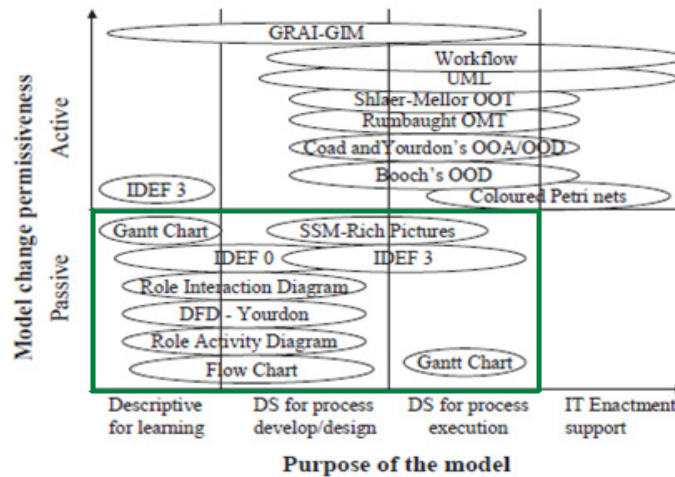 Model change permissiveness
Active
Passive
GRAI-GIM
Workflow
UML
Shlaer-Mellor OOT
Rumbaught OMT
Coad andYourdon's OOA/OOD
Booch's OOD
IDEF 3
Coloured Petri nets
Gantt Chart
SSM-Rich Pictures
IDEF 0
IDEF 3
Role Interaction Diagram
DFD - Yourdon
Role Activity Diagram
Gantt Chart
Flow Chart
Descriptive
for learning
DS for process
develop/design
DS for process
execution
IT Enactment
support
Purpose of the model